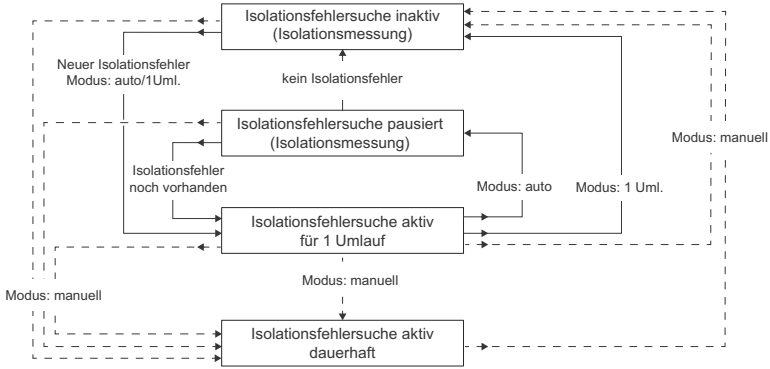 Isolationsfehlersuche inaktiv
(Isolationsmessung)
Neuer Isolationsfehler
Modus: auto/1Uml.
kein Isolationsfehler
Isolationsfehlersuche pausiert
(Isolationsmessung)
Modus: manuell
Isolationsfehler
noch vorhanden
Modus: auto
Modus: 1 Uml.
Isolationsfehlersuche aktiv
für 1 Umlauf
Modus: manuell
Modus: manuell
Isolationsfehlersuche aktiv
dauerhaft